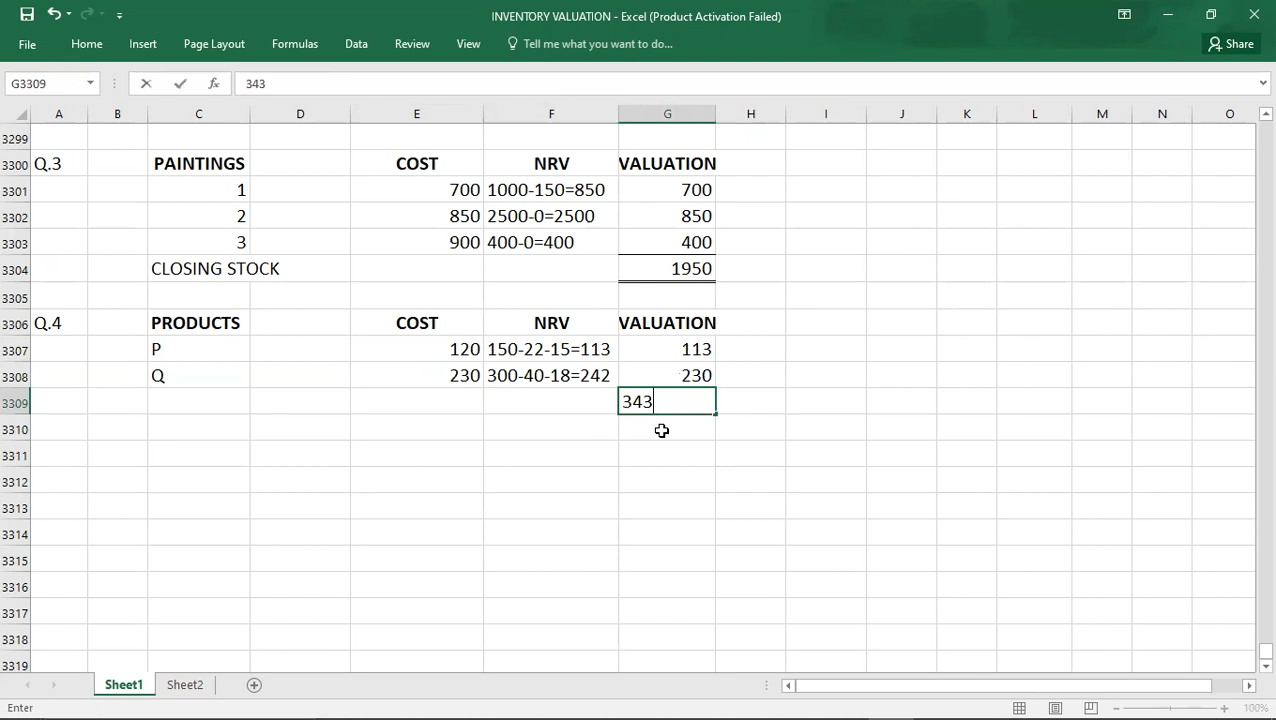 INVENTORY VALUATION - Excel (Product Activation Failed)
File Home Insert Page Layout Formulas Data Review View Tell me what you want to do... Share
G3309 fx 343
A B C D E F G H I J K L M N O
3299
3300 Q.3 PAINTINGS COST NRV VALUATION
3301 1 700 1000-150=850 700
3302 2 850 2500-0=2500 850
3303 3 900 400-0=400 400
3304 CLOSING STOCK 1950
3305
3306 Q.4 PRODUCTS COST NRV VALUATION
3307 P 120 150-22-15=113 113
3308 Q 230 300-40-18=242 230
3309 343
3310
3311
3312
3313
3314
3315
3316
3317
3318
3319
Sheet1 Sheet2
Enter 100%